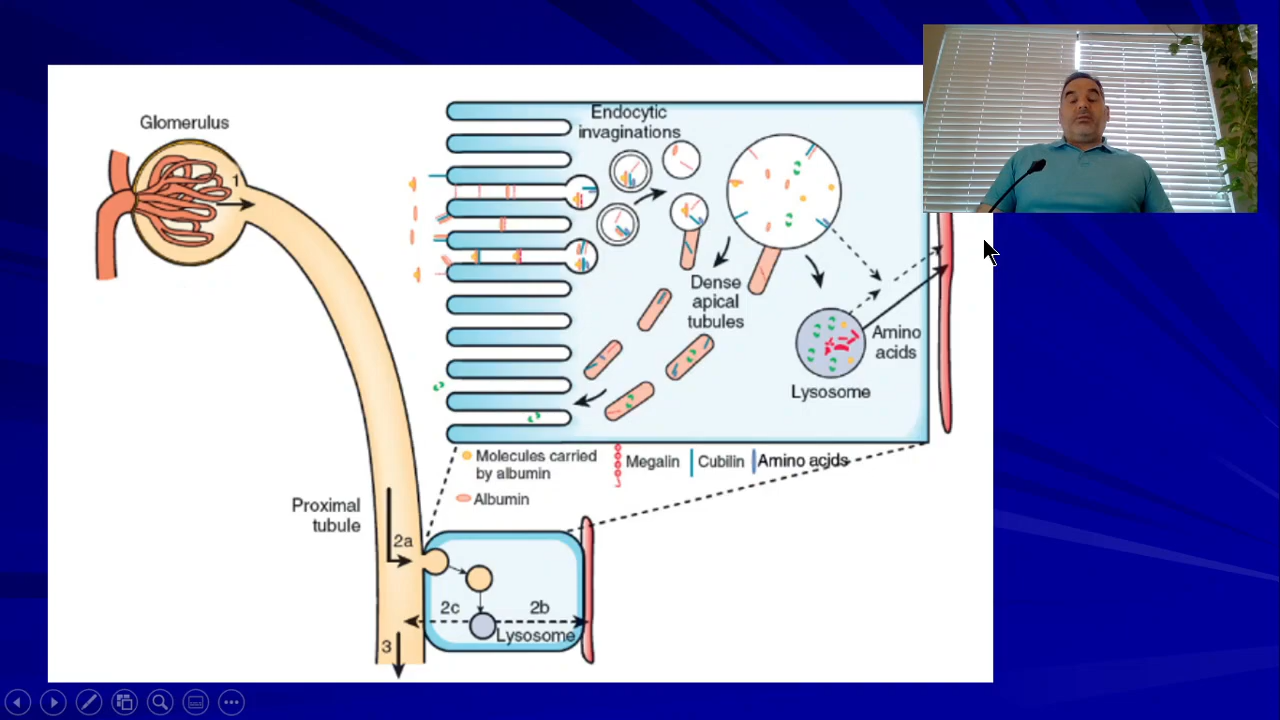 Glomerulus
1
Endocytic
invaginations
Dense
apical
tubules
Amino
acids
Lysosome
Molecules carried
by albumin
Megalin
Cubilin
Amino acids
Albumin
Proximal
tubule
2a
2c
2b
Lysosome
3